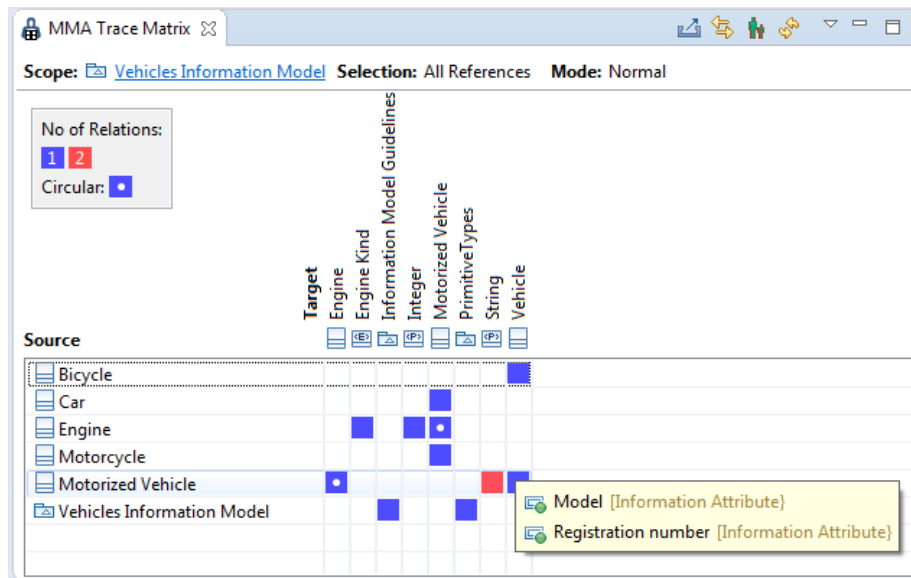 MMA Trace Matrix
Scope: Vehicles Information Model Selection: All References Mode: Normal
No of Relations:
1 2
Circular:
Target
Engine
Engine Kind
Information Model Guidelines
Integer
Motorized Vehicle
PrimitiveTypes
String
Vehicle
<E> <P> <P>
Source
Bicycle
Car
Engine
Motorcycle
Motorized Vehicle
Vehicles Information Model
Model [Information Attribute}
Registration number [Information Attribute}